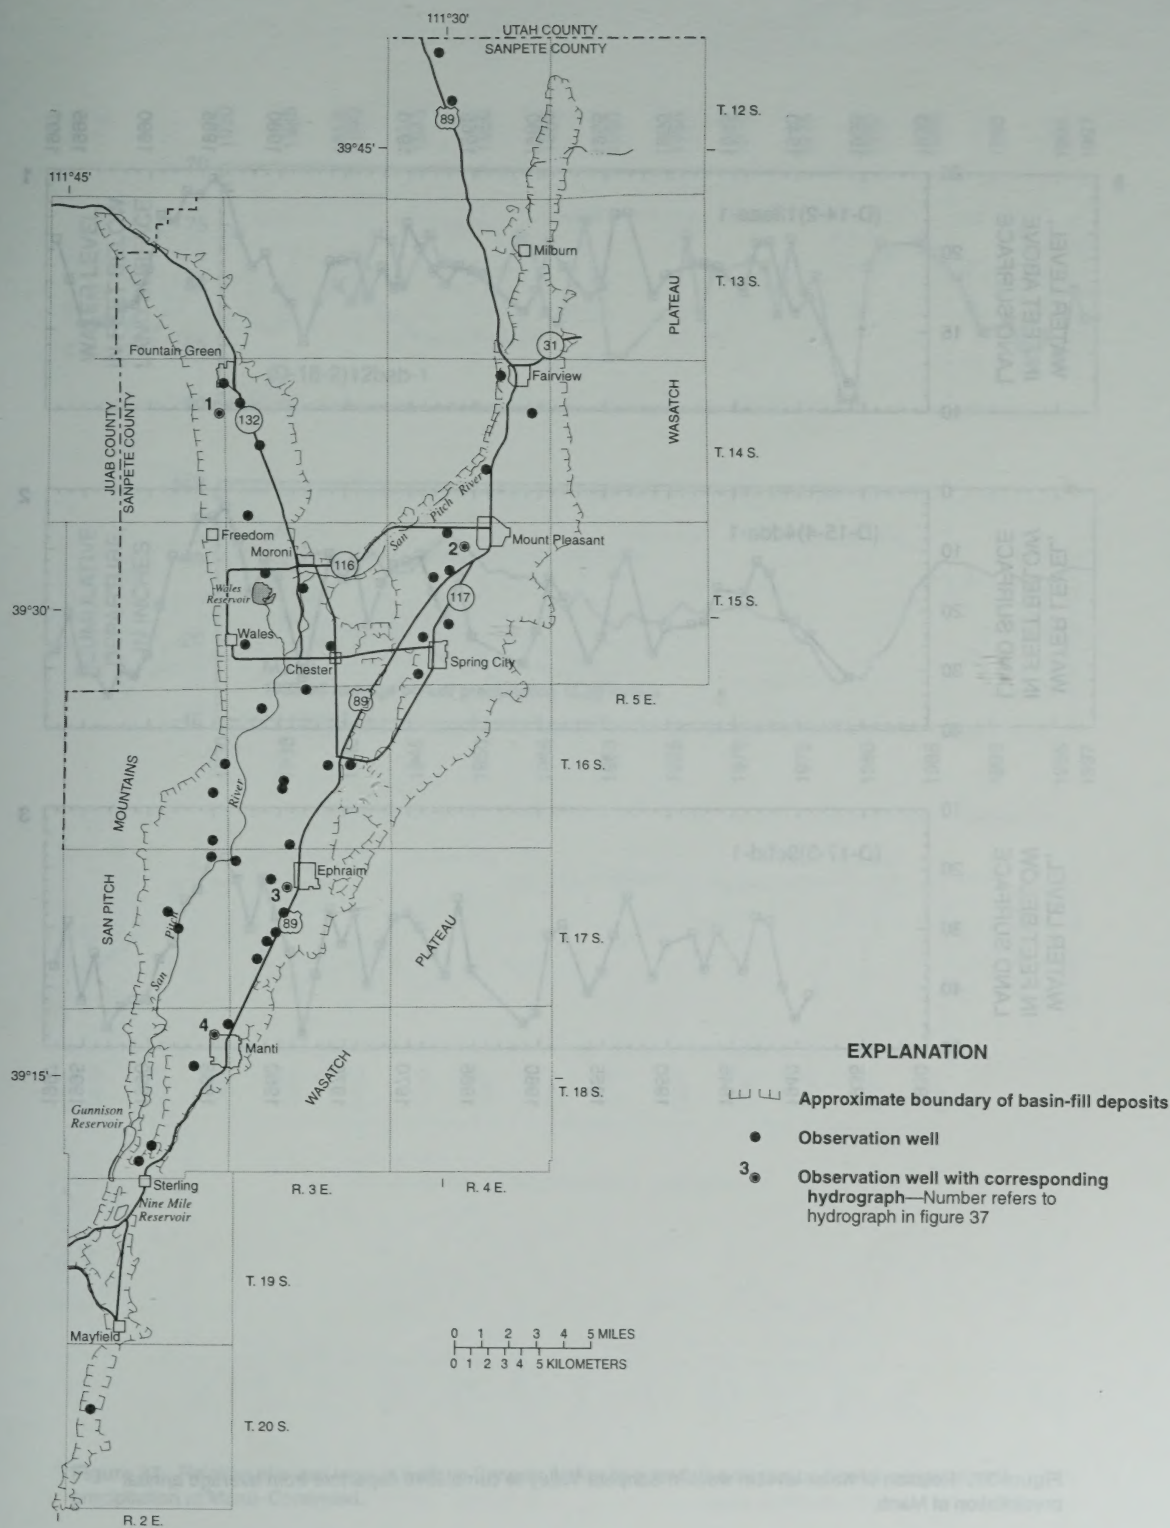 111°30'
UTAH COUNTY
SANPETE COUNTY
T. 12 S.
89
39°45'
111°45'
Milburn
T. 13 S.
PLATEAU
31
Fountain Green
Fairview
1
132
WASATCH
JUAB COUNTY
SANPETE COUNTY
T. 14 S.
San Pitch River
Freedom
Mount Pleasant
Moroni
2
116
Wales
Reservoir
117
39°30'
T. 15 S.
Wales
Chester
Spring City
89
R. 5 E.
T. 16 S.
MOUNTAINS
River
Ephraim
3
SAN PITCH
89
Pitch
T. 17 S.
PLATEAU
San
4
Manti
EXPLANATION
39°15'
WASATCH
T. 18 S.
Approximate boundary of basin-fill deposits
Gunnison
Reservoir
Observation well
3
Observation well with corresponding
hydrograph—Number refers to
hydrograph in figure 37
Sterling
R. 3 E.
R. 4 E.
Nine Mile
Reservoir
T. 19 S.
Mayfield
0 1 2 3 4 5 MILES
0 1 2 3 4 5 KILOMETERS
T. 20 S.
R. 2 E.